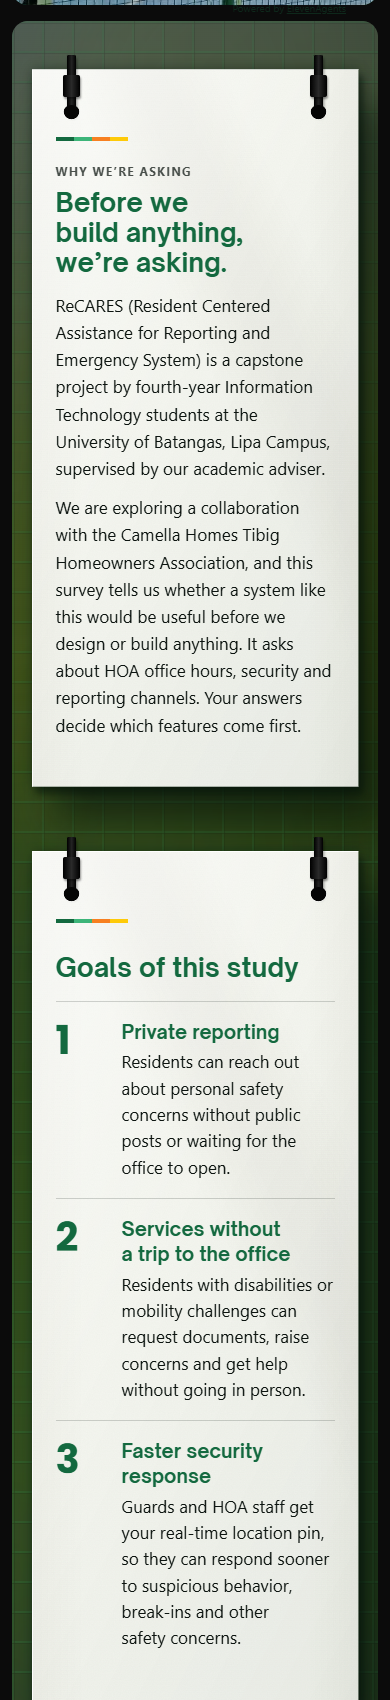 WHY WE'RE ASKING
Before we
build anything,
we're asking.
ReCARES (Resident Centered
Assistance for Reporting and
Emergency System) is a capstone
project by fourth-year Information
Technology students at the
University of Batangas, Lipa Campus,
supervised by our academic adviser.
We are exploring a collaboration
with the Camella Homes Tibig
Homeowners Association, and this
survey tells us whether a system like
this would be useful before we
design or build anything. It asks
about HOA office hours, security and
reporting channels. Your answers
decide which features come first.
Goals of this study
1
Private reporting
Residents can reach out
about personal safety
concerns without public
posts or waiting for the
office to open.
2
Services without
a trip to the office
Residents with disabilities or
mobility challenges can
request documents, raise
concerns and get help
without going in person.
3
Faster security
response
Guards and HOA staff get
your real-time location pin,
so they can respond sooner
to suspicious behavior,
break-ins and other
safety concerns.